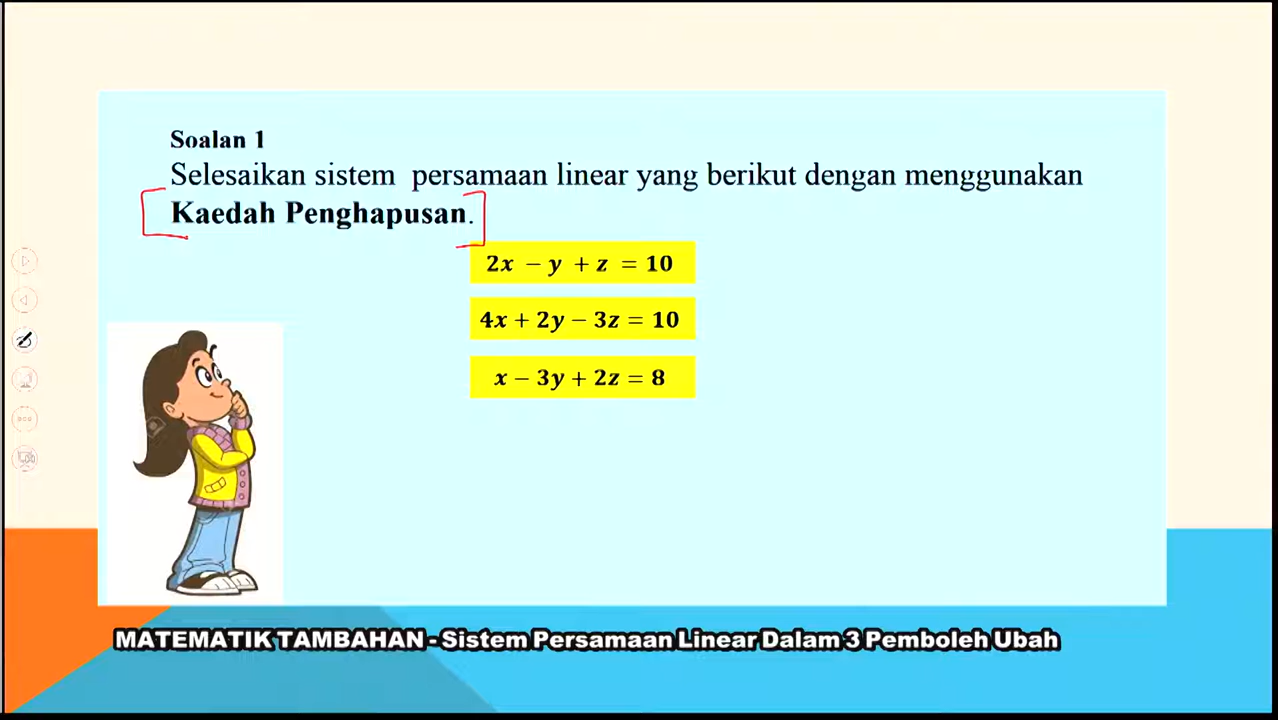 Soalan 1
Selesaikan sistem persamaan linear yang berikut dengan menggunakan
Kaedah Penghapusan.
2x − y + z = 10
4x + 2y − 3z = 10
x − 3y + 2z = 8
MATEMATIK TAMBAHAN - Sistem Persamaan Linear Dalam 3 Pemboleh Ubah